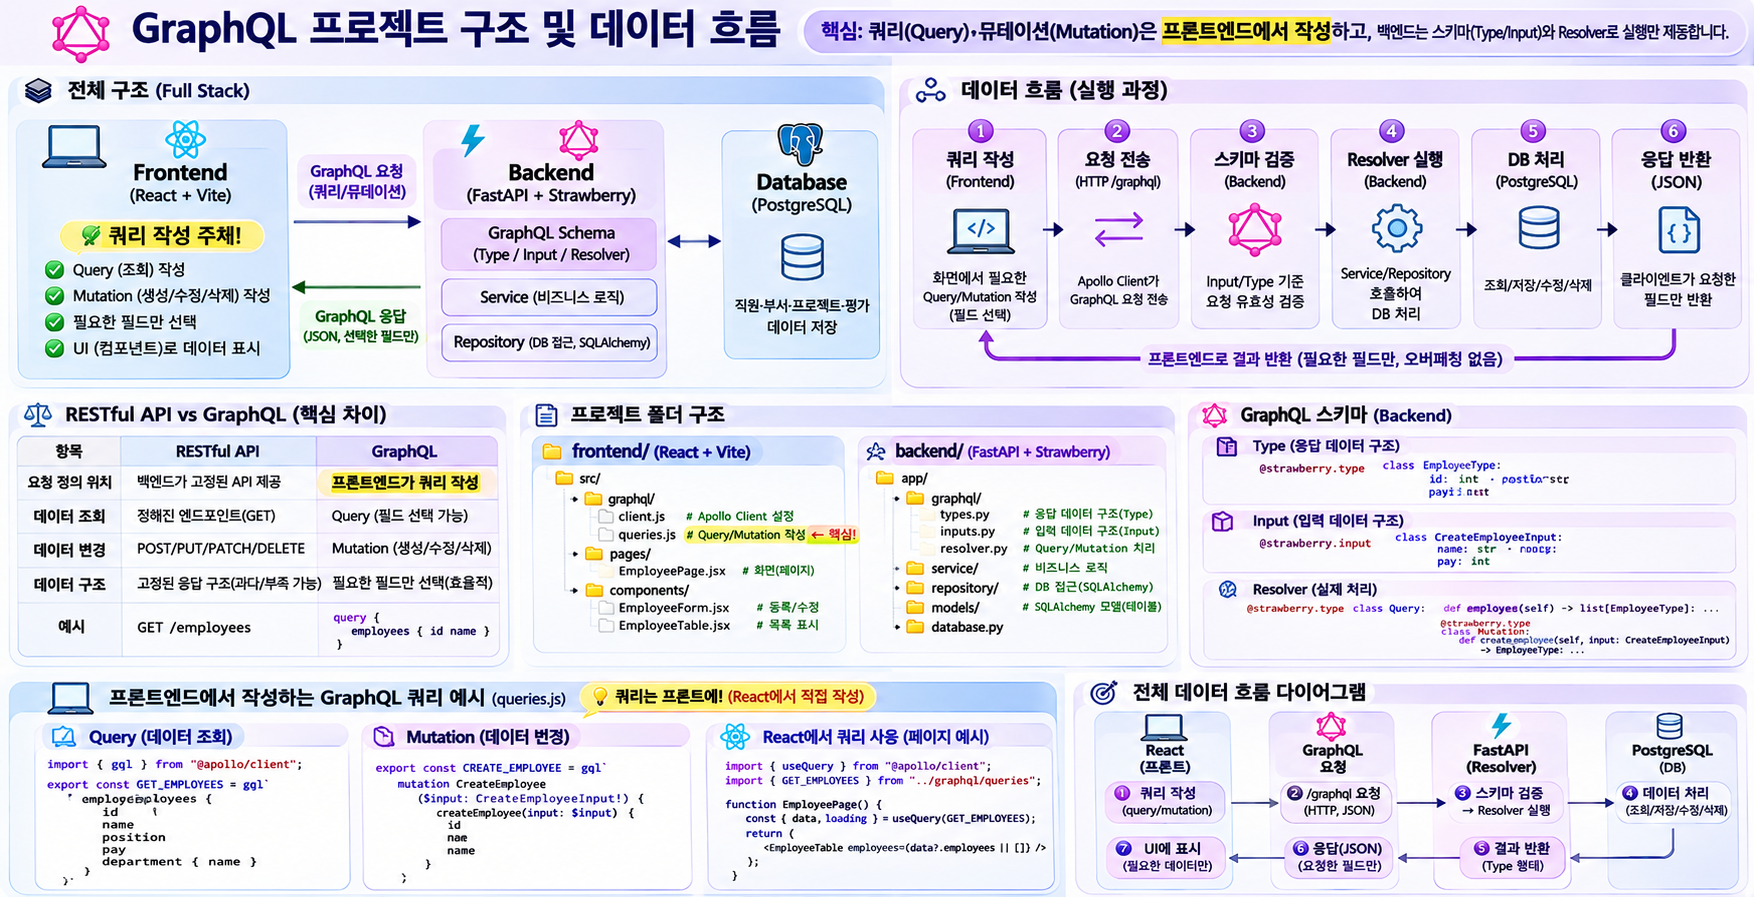 GraphQL 프로젝트 구조 및 데이터 흐름
핵심: 쿼리(Query)·뮤테이션(Mutation)은 프론트엔드에서 작성하고, 백엔드는 스키마(Type/Input)와 Resolver로 실행만 제동합니다.
전체 구조 (Full Stack)
Frontend
(React + Vite)
쿼리 작성 주체!
Query (조회) 작성
Mutation (생성/수정/삭제) 작성
필요한 필드만 선택
UI (컴포넌트)로 데이터 표시
GraphQL 요청
(쿼리/뮤테이션)
GraphQL 응답
(JSON, 선택한 필드만)
Backend
(FastAPI + Strawberry)
GraphQL Schema
(Type / Input / Resolver)
Service (비즈니스 로직)
Repository (DB 접근, SQLAlchemy)
Database
(PostgreSQL)
직원·부서·프로젝트·평가
데이터 저장
데이터 흐름 (실행 과정)
1
쿼리 작성
(Frontend)
화면에서 필요한
Query/Mutation 작성
(필드 선택)
2
요청 전송
(HTTP /graphql)
Apollo Client가
GraphQL 요청 전송
3
스키마 검증
(Backend)
Input/Type 기준
요청 유효성 검증
4
Resolver 실행
(Backend)
Service/Repository
호출하여
DB 처리
5
DB 처리
(PostgreSQL)
조회/저장/수정/삭제
6
응답 반환
(JSON)
클라이언트가 요청한
필드만 반환
프론트엔드로 결과 반환 (필요한 필드만, 오버패칭 없음)
RESTful API vs GraphQL (핵심 차이)
항목 RESTful API GraphQL
요청 정의 위치 백엔드가 고정된 API 제공 프론트엔드가 쿼리 작성
데이터 조회 정해진 엔드포인트(GET) Query (필드 선택 가능)
데이터 변경 POST/PUT/PATCH/DELETE Mutation (생성/수정/삭제)
데이터 구조 고정된 응답 구조(과다/부족 가능) 필요한 필드만 선택(효율적)
예시 GET /employees
query {
employees { id name }
}
프로젝트 폴더 구조
frontend/ (React + Vite)
src/
graphql/
client.js # Apollo Client 설정
queries.js # Query/Mutation 작성 ← 핵심!
pages/
EmployeePage.jsx # 화면(페이지)
components/
EmployeeForm.jsx # 등록/수정
EmployeeTable.jsx # 목록 표시
backend/ (FastAPI + Strawberry)
app/
graphql/
types.py # 응답 데이터 구조(Type)
inputs.py # 입력 데이터 구조(Input)
resolver.py # Query/Mutation 처리
service/ # 비즈니스 로직
repository/ # DB 접근(SQLAlchemy)
models/ # SQLAlchemy 모델(테이블)
database.py
GraphQL 스키마 (Backend)
Type (응답 데이터 구조)
@strawberry.type class EmployeeType:
id: int
Input (입력 데이터 구조)
@strawberry.input class CreateEmployeeInput:
name: str
pay: int
Resolver (실제 처리)
@strawberry.type class Query: def employees(self) -> list[EmployeeType]: ...
@strawberry.type
class Mutation:
def create_employee(self, input: CreateEmployeeInput)
-> EmployeeType: ...
프론트엔드에서 작성하는 GraphQL 쿼리 예시 (queries.js)
쿼리는 프론트에! (React에서 직접 작성)
Query (데이터 조회)
import { gql } from "@apollo/client";
export const GET_EMPLOYEES = gql`
{
id
name
position
pay
department { name }
}
}`
Mutation (데이터 변경)
export const CREATE_EMPLOYEE = gql`
mutation CreateEmployee
($input: CreateEmployeeInput!) {
createEmployee(input: $input) {
id
name
name
}
;
React에서 쿼리 사용 (페이지 예시)
import { useQuery } from "@apollo/client";
import { GET_EMPLOYEES } from "../graphql/queries";
function EmployeePage() {
const { data, loading } = useQuery(GET_EMPLOYEES);
return (
<EmployeeTable employees=(data?.employees || []} />
);
}
전체 데이터 흐름 다이어그램
React
(프론트)
GraphQL
요청
FastAPI
(Resolver)
PostgreSQL
(DB)
1 쿼리 작성
(query/mutation)
2 /graphql 요청
(HTTP, JSON)
3 스키마 검증
→ Resolver 실행
4 데이터 처리
(조회/저장/수정/삭제)
7 UI에 표시
(필요한 데이터만)
6 응답(JSON)
(요청한 필드만)
5 결과 반환
(Type 행태)